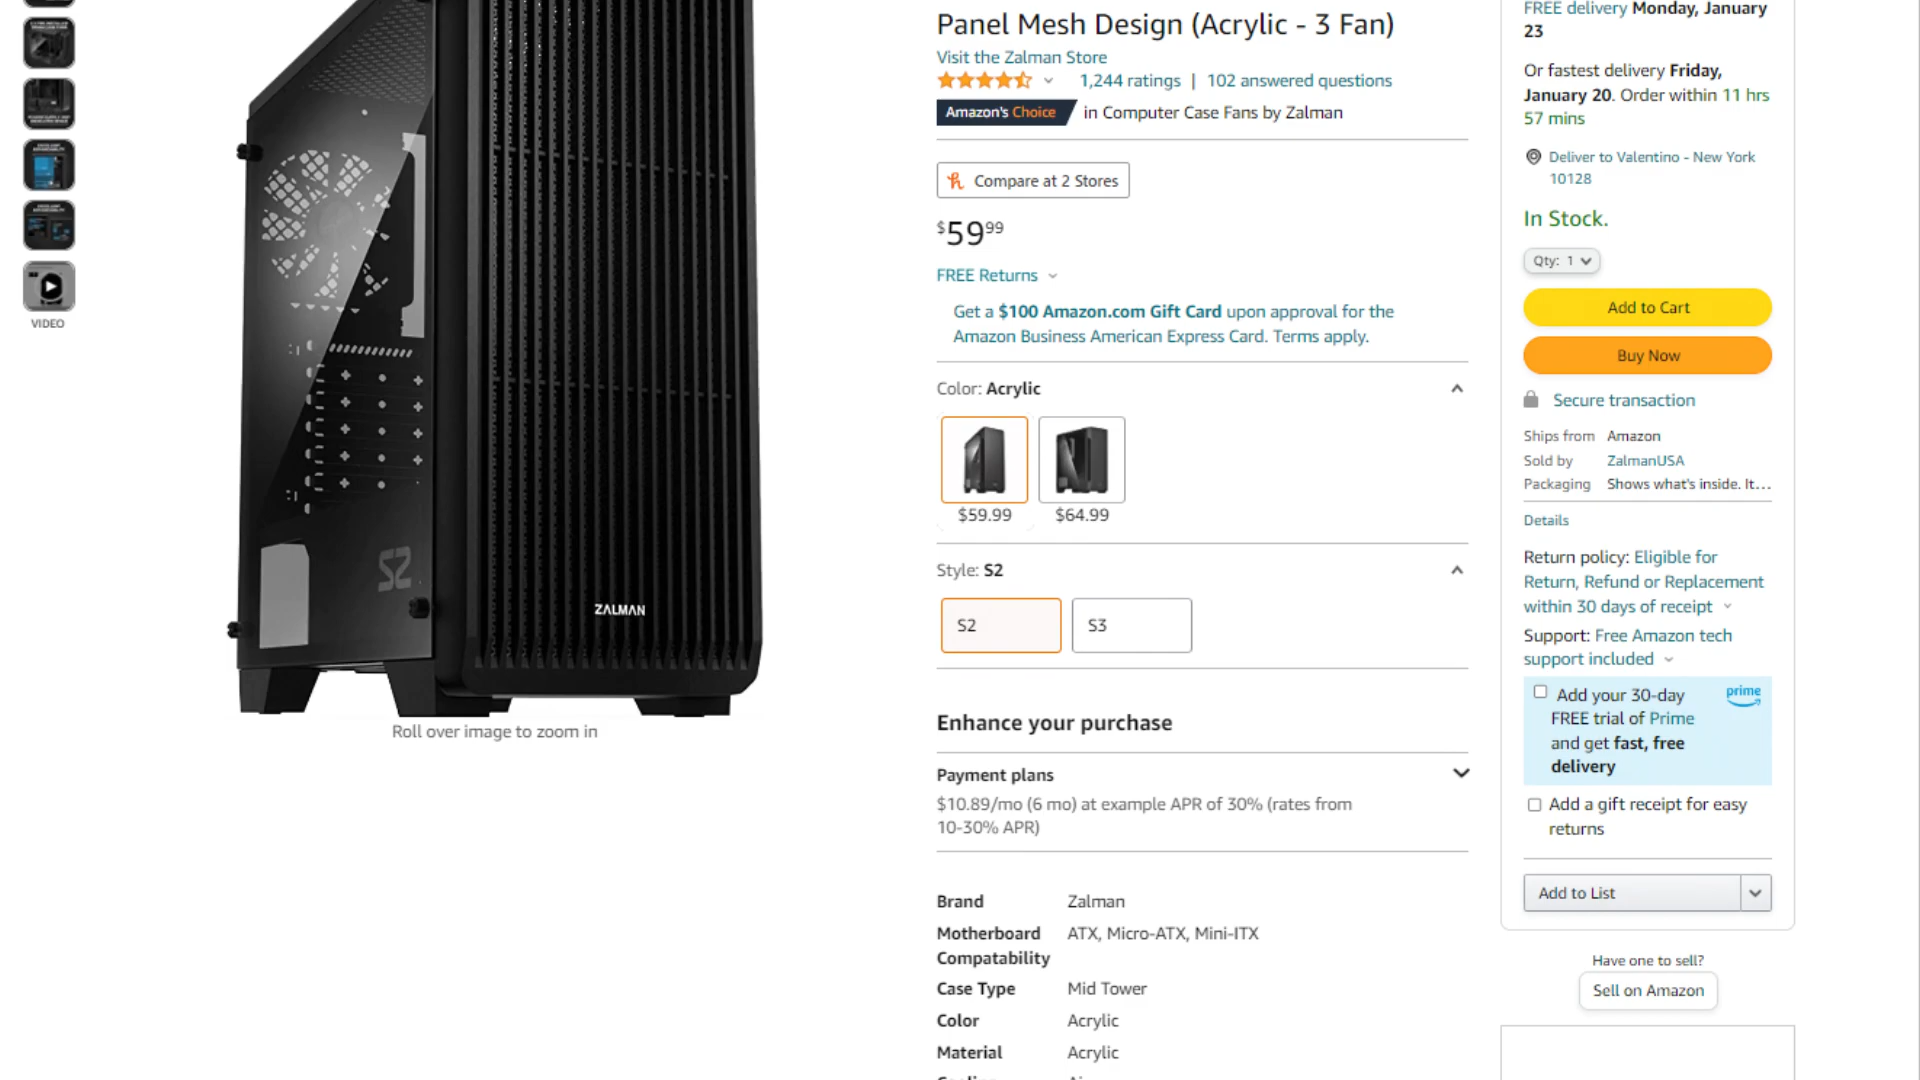 Panel Mesh Design (Acrylic - 3 Fan)
Visit the Zalman Store
1,244 ratings | 102 answered questions
Amazon's Choice in Computer Case Fans by Zalman
Compare at 2 Stores
$59.99
FREE Returns
Get a $100 Amazon.com Gift Card upon approval for the
Amazon Business American Express Card. Terms apply.
Color: Acrylic
$59.99 $64.99
Style: S2
S2 S3
Enhance your purchase
Payment plans
$10.89/mo (6 mo) at example APR of 30% (rates from
10-30% APR)
Brand Zalman
Motherboard ATX, Micro-ATX, Mini-ITX
Compatability
Case Type Mid Tower
Color Acrylic
Material Acrylic
VIDEO
S2
ZALMAN
Roll over image to zoom in
FREE delivery Monday, January
23
Or fastest delivery Friday,
January 20. Order within 11 hrs
57 mins
Deliver to Valentino - New York
10128
In Stock.
Qty: 1
Add to Cart
Buy Now
Secure transaction
Ships from Amazon
Sold by ZalmanUSA
Packaging Shows what's inside. It...
Details
Return policy: Eligible for
Return, Refund or Replacement
within 30 days of receipt
Support: Free Amazon tech
support included
Add your 30-day prime
FREE trial of Prime
and get fast, free
delivery
Add a gift receipt for easy
returns
Add to List
Have one to sell?
Sell on Amazon